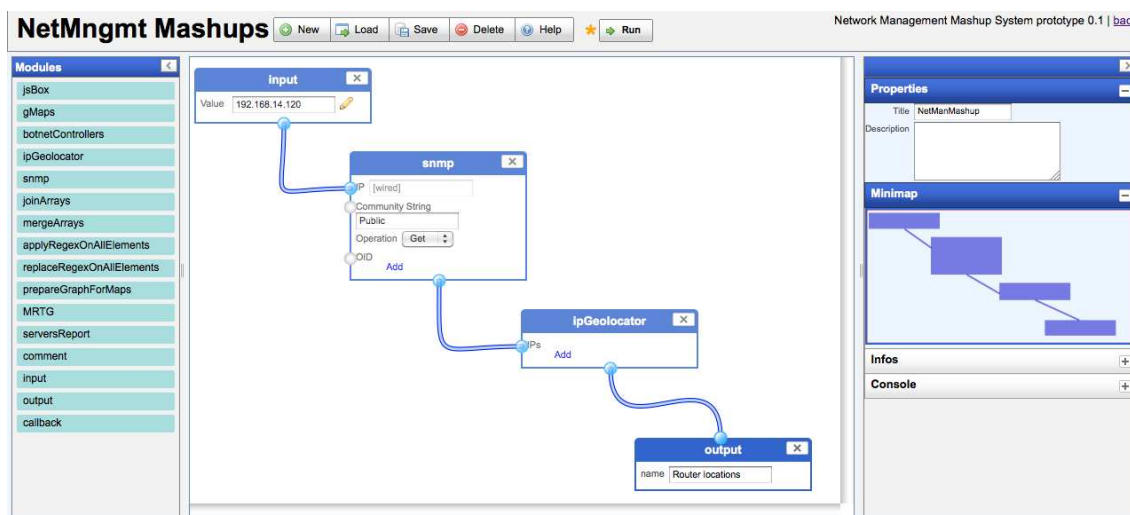 NetMngmt Mashups
New
Load
Save
Delete
Help
Run
Network Management Mashup System prototype 0.1 | bac
Modules
jsBox
gMaps
botnetControllers
ipGeolocator
snmp
joinArrays
mergeArrays
applyRegexOnAllElements
replaceRegexOnAllElements
prepareGraphForMaps
MRTG
serversReport
comment
input
output
callback
input
Value 192.168.14.120
snmp
IP [wired]
Community String
Public
Operation Get
OID
Add
ipGeolocator
IPs
Add
output
name Router locations
Properties
Title NetManMashup
Description
Minimap
Infos
Console